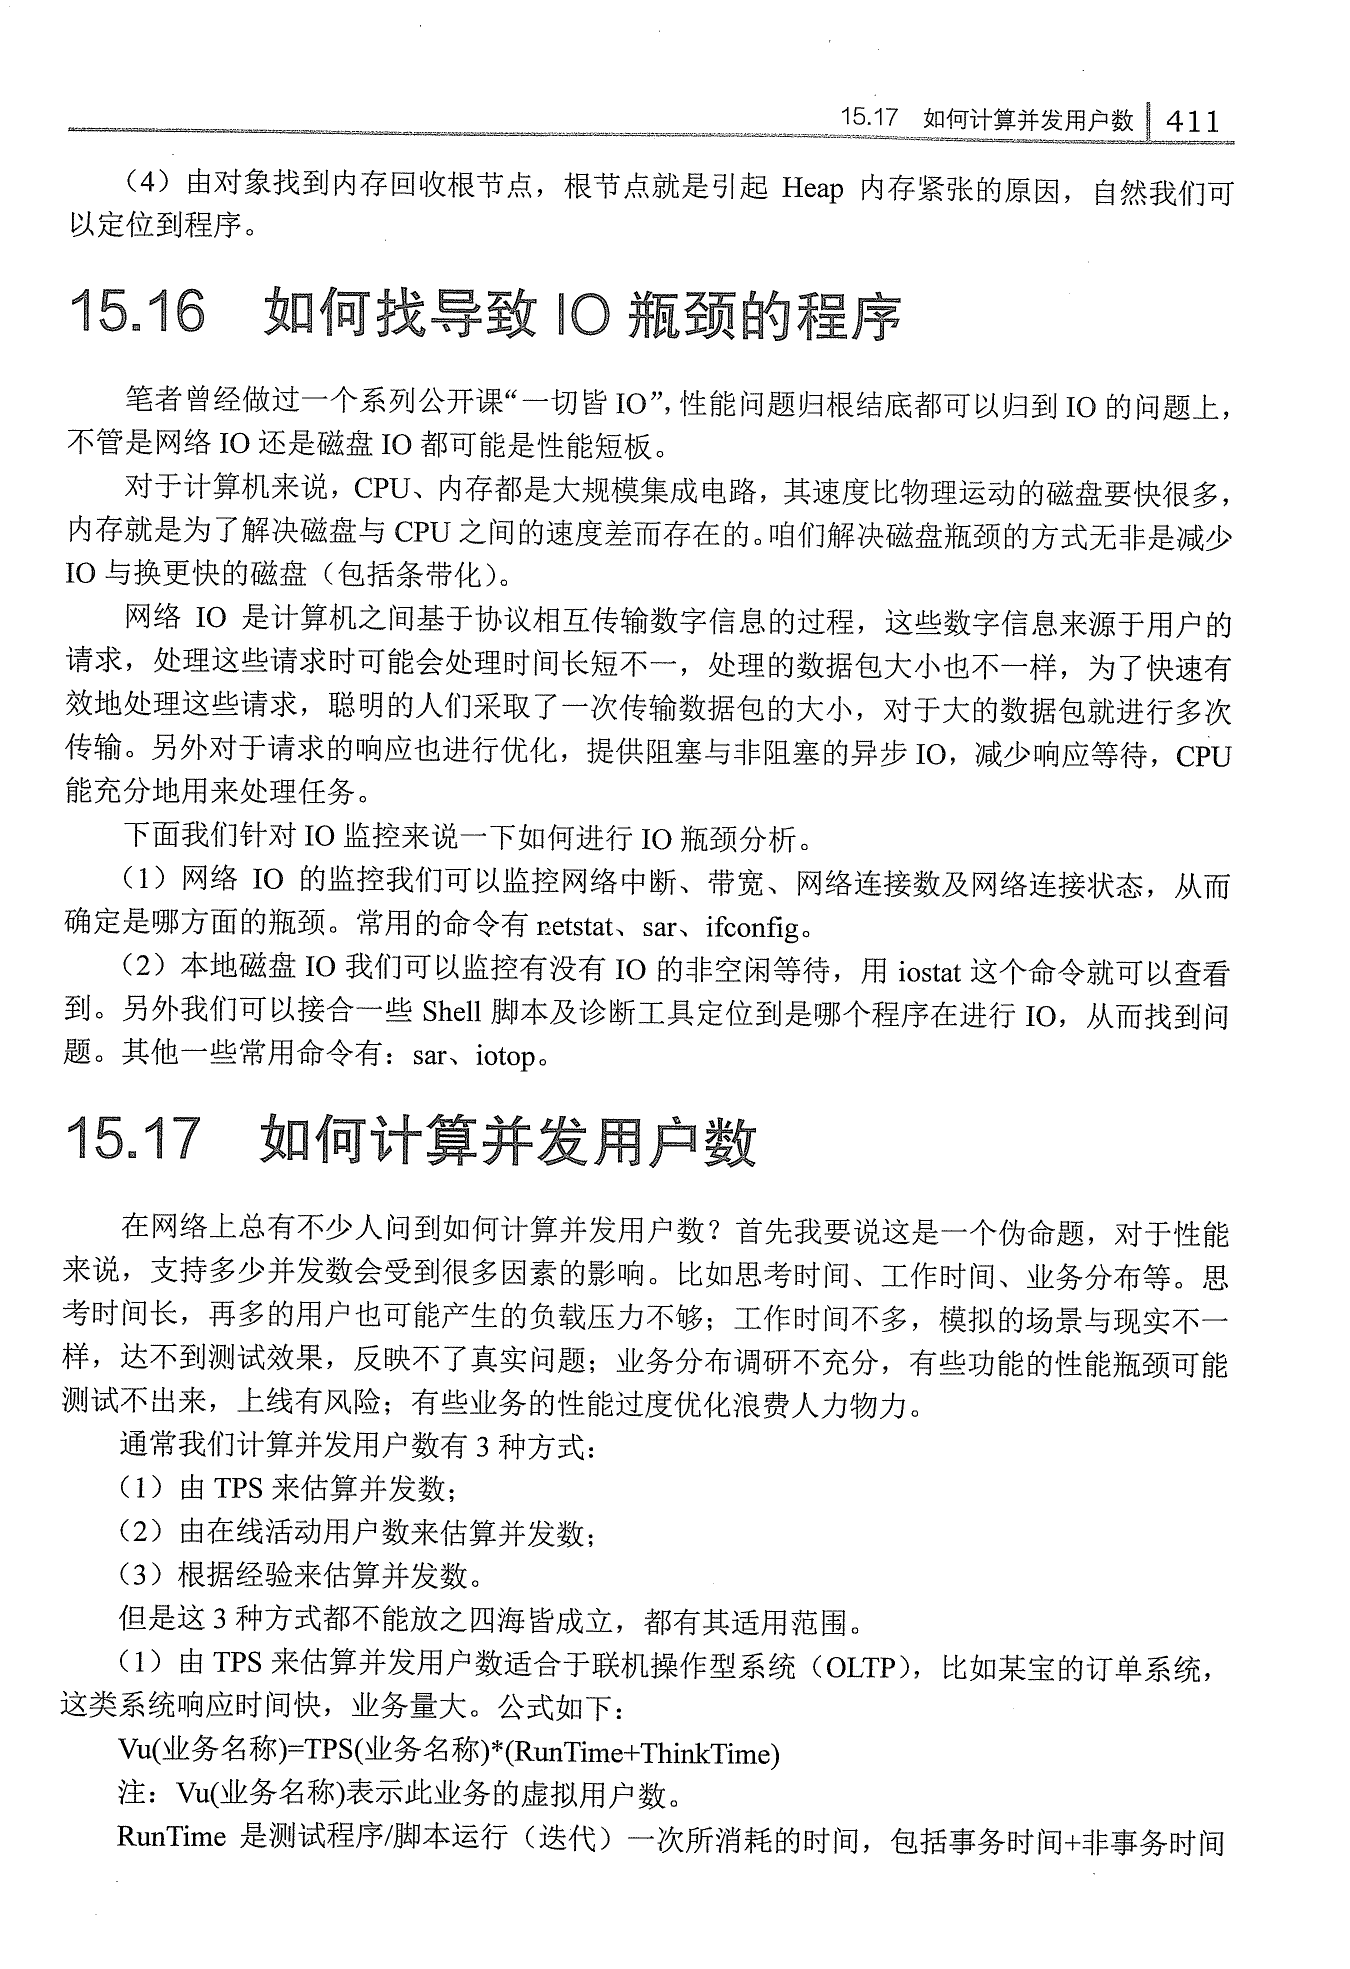 15.17 如何计算并发用户数 411
（4）由对象找到内存回收根节点，根节点就是引起 Heap 内存紧张的原因，自然我们可
以定位到程序。
15.16 如何找导致 IO 瓶颈的程序
笔者曾经做过一个系列公开课“一切皆 IO”，性能问题归根结底都可以归到 IO 的问题上，
不管是网络 IO 还是磁盘 IO 都可能是性能短板。
对于计算机来说，CPU、内存都是大规模集成电路，其速度比物理运动的磁盘要快很多，
内存就是为了解决磁盘与 CPU 之间的速度差而存在的。咱们解决磁盘瓶颈的方式无非是减少
IO 与换更快的磁盘（包括条带化）。
网络 IO 是计算机之间基于协议相互传输数字信息的过程，这些数字信息来源于用户的
请求，处理这些请求时可能会处理时间长短不一，处理的数据包大小也不一样，为了快速有
效地处理这些请求，聪明的人们采取了一次传输数据包的大小，对于大的数据包就进行多次
传输。另外对于请求的响应也进行优化，提供阻塞与非阻塞的异步 IO，减少响应等待，CPU
能充分地用来处理任务。
下面我们针对 IO 监控来说一下如何进行 IO 瓶颈分析。
（1）网络 IO 的监控我们可以监控网络中断、带宽、网络连接数及网络连接状态，从而
确定是哪方面的瓶颈。常用的命令有 netstat、sar、ifconfig。
（2）本地磁盘 IO 我们可以监控有没有 IO 的非空闲等待，用 iostat 这个命令就可以查看
到。另外我们可以接合一些 Shell 脚本及诊断工具定位到是哪个程序在进行 IO，从而找到问
题。其他一些常用命令有：sar、iotop。
15.17 如何计算并发用户数
在网络上总有不少人问到如何计算并发用户数？首先我要说这是一个伪命题，对于性能
来说，支持多少并发数会受到很多因素的影响。比如思考时间、工作时间、业务分布等。思
考时间长，再多的用户也可能产生的负载压力不够；工作时间不多，模拟的场景与现实不一
样，达不到测试效果，反映不了真实问题；业务分布调研不充分，有些功能的性能瓶颈可能
测试不出来，上线有风险；有些业务的性能过度优化浪费人力物力。
通常我们计算并发用户数有 3 种方式：
（1）由 TPS 来估算并发数；
（2）由在线活动用户数来估算并发数；
（3）根据经验来估算并发数。
但是这 3 种方式都不能放之四海皆成立，都有其适用范围。
（1）由 TPS 来估算并发用户数适合于联机操作型系统（OLTP），比如某宝的订单系统，
这类系统响应时间快，业务量大。公式如下：
Vu(业务名称)=TPS(业务名称)*(RunTime+ThinkTime)
注：Vu(业务名称)表示此业务的虚拟用户数。
RunTime 是测试程序/脚本运行（迭代）一次所消耗的时间，包括事务时间+非事务时间